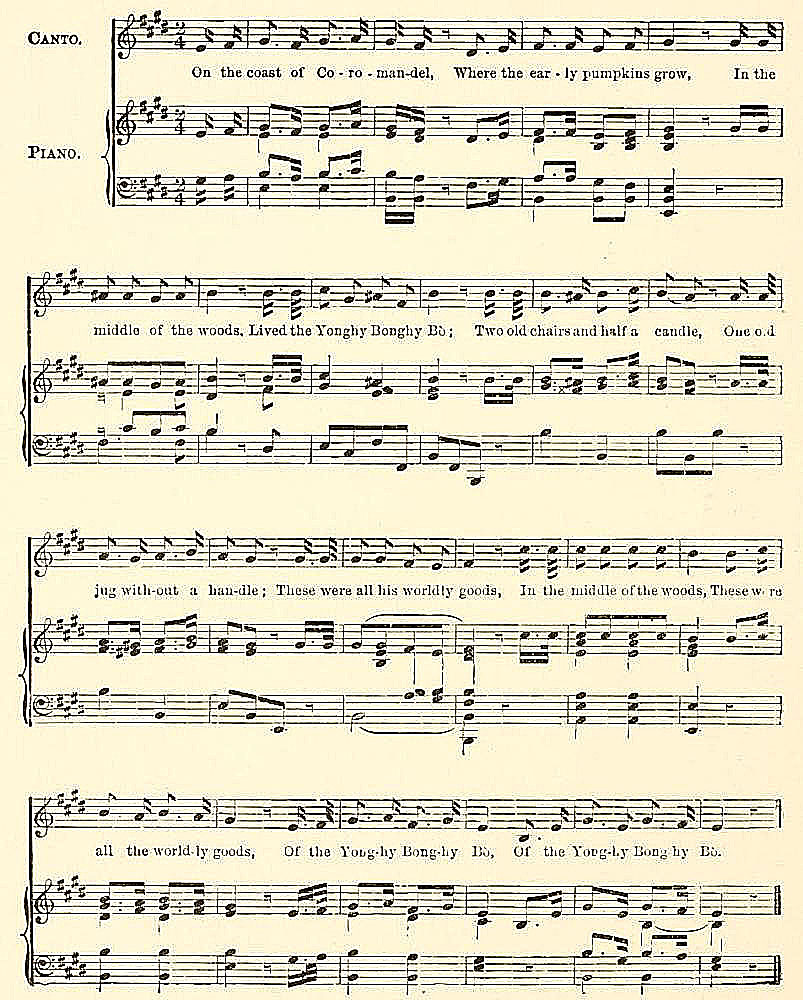 CANTO.
On the coast of Co-ro-man-del, Where the ear-ly pumpkins grow, In the
PIANO.
middle of the woods, Lived the Yonghy Bonghy Bò; Two old chairs and half a candle, One old
jug with-out a han-dle; These were all his worldly goods, In the middle of the woods, These were
all the world-ly goods, Of the Yong-hy Bong-hy Bò, Of the Yong-hy Bong-hy Bò.